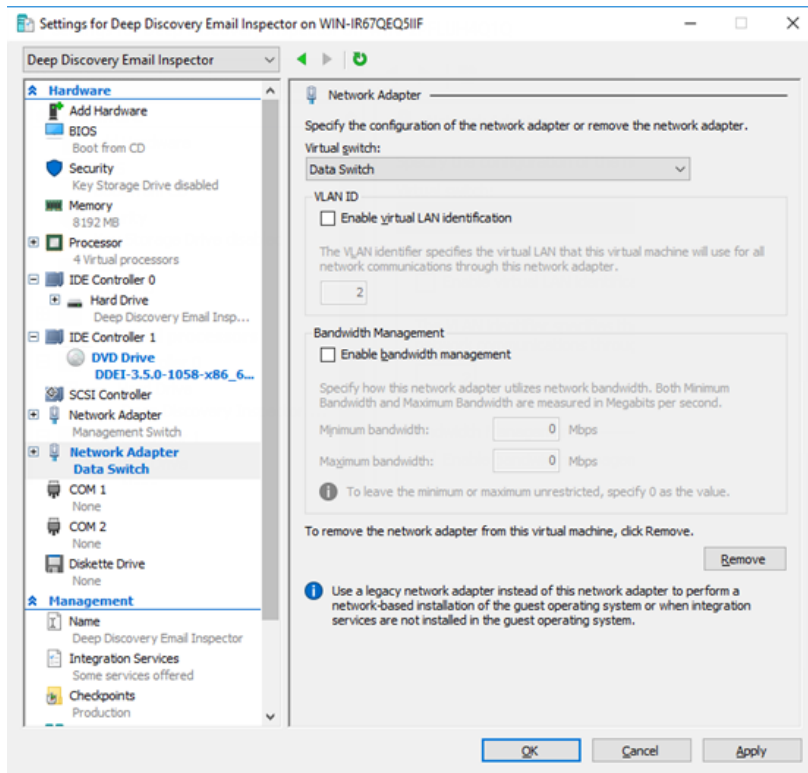 Settings for Deep Discovery Email Inspector on WIN-IR67QEQ5IIF
Deep Discovery Email Inspector
Hardware
Add Hardware
BIOS
Boot from CD
Security
Key Storage Drive disabled
Memory
8192 MB
Processor
4 Virtual processors
IDE Controller 0
Hard Drive
Deep Discovery Email Insp...
IDE Controller 1
DVD Drive
DDEI-3.5.0-1058-x86_6...
SCSI Controller
Network Adapter
Management Switch
Network Adapter
Data Switch
COM 1
None
COM 2
None
Diskette Drive
None
Management
Name
Deep Discovery Email Inspector
Integration Services
Some services offered
Checkpoints
Production
Network Adapter
Specify the configuration of the network adapter or remove the network adapter.
Virtual switch:
Data Switch
VLAN ID
Enable virtual LAN identification
The VLAN identifier specifies the virtual LAN that this virtual machine will use for all
network communications through this network adapter.
2
Bandwidth Management
Enable bandwidth management
Specify how this network adapter utilizes network bandwidth. Both Minimum
Bandwidth and Maximum Bandwidth are measured in Megabits per second.
Minimum bandwidth: 0 Mbps
Maximum bandwidth: 0 Mbps
To leave the minimum or maximum unrestricted, specify 0 as the value.
To remove the network adapter from this virtual machine, click Remove.
Remove
Use a legacy network adapter instead of this network adapter to perform a
network-based installation of the guest operating system or when integration
services are not installed in the guest operating system.
OK Cancel Apply